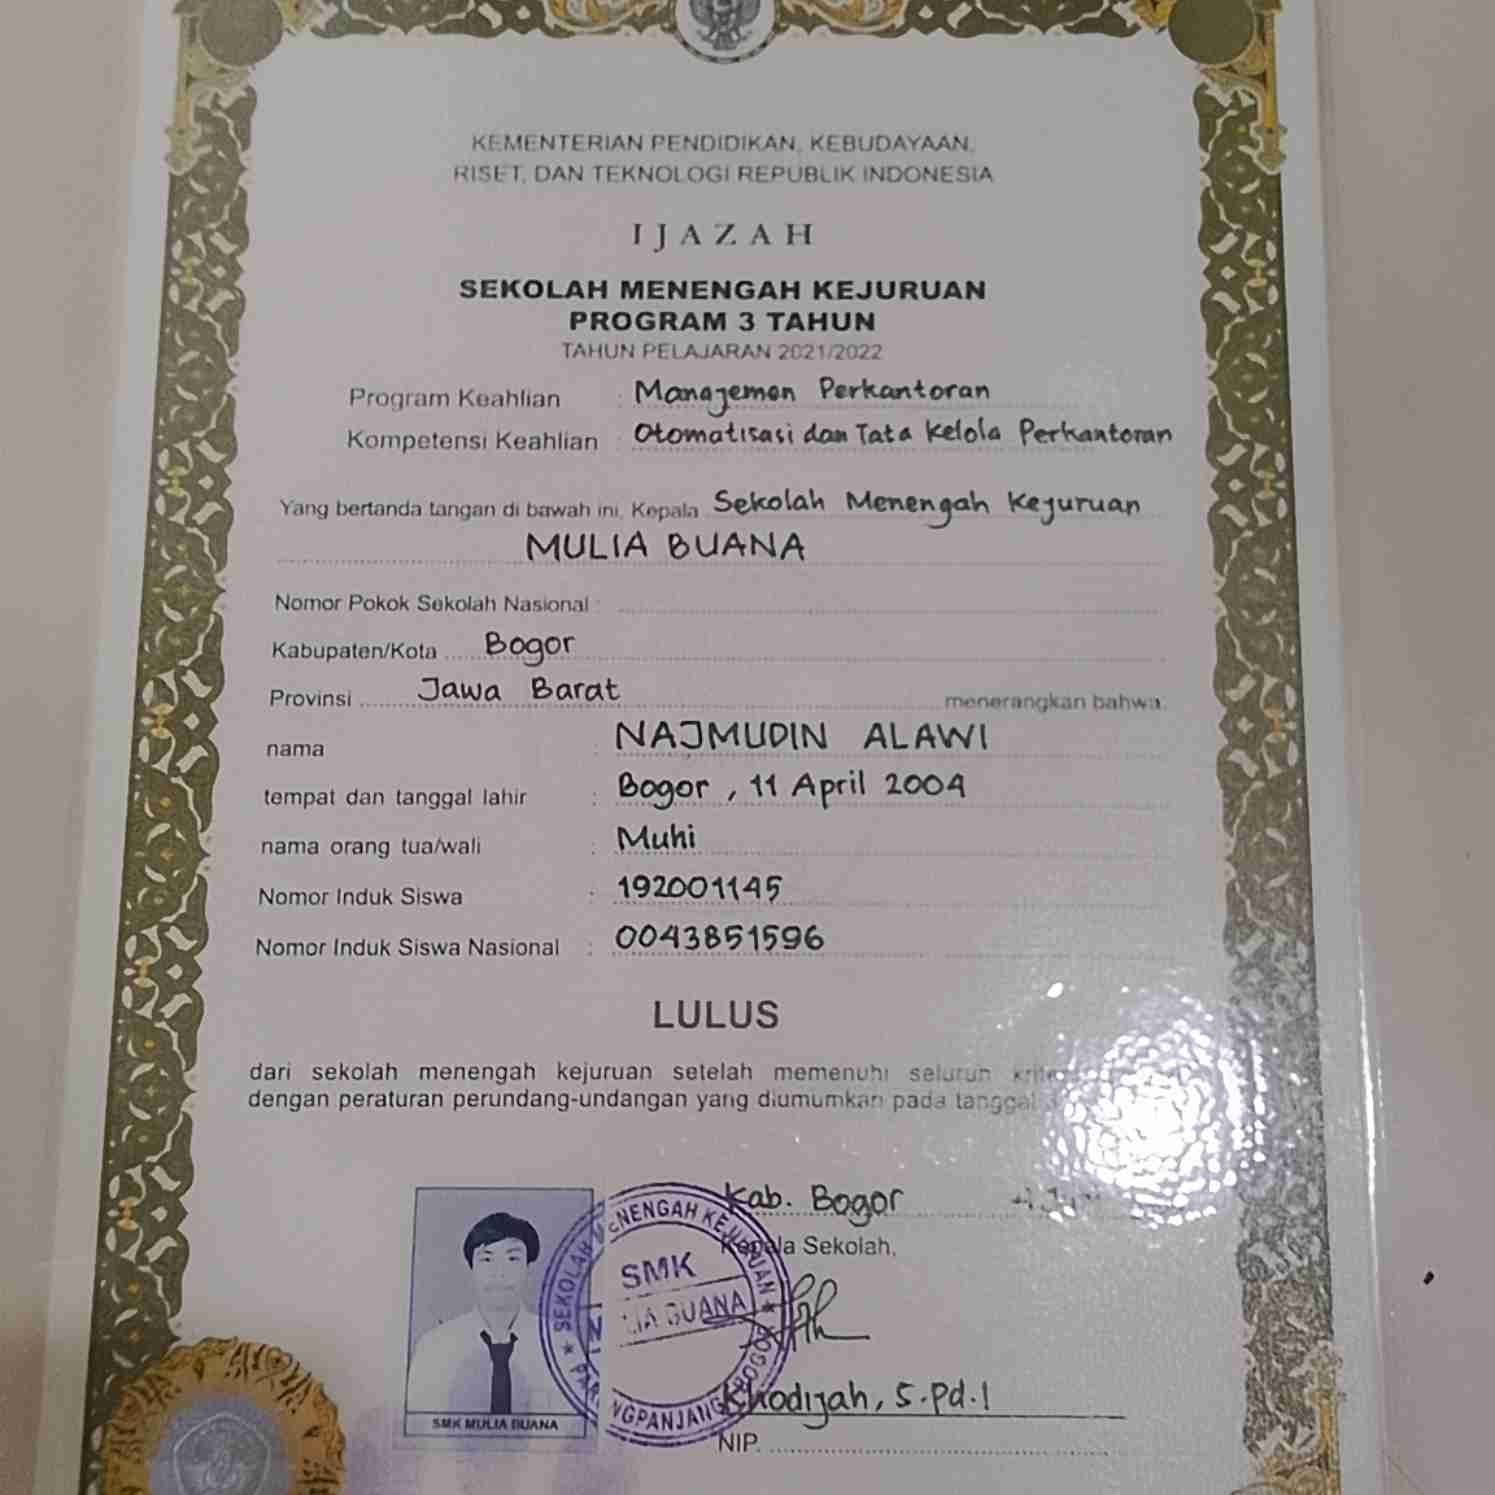 KEMENTERIAN PENDIDIKAN, KEBUDAYAAN,
RISET, DAN TEKNOLOGI REPUBLIK INDONESIA
IJAZAH
SEKOLAH MENENGAH KEJURUAN
PROGRAM 3 TAHUN
TAHUN PELAJARAN 2021/2022
Program Keahlian : Manajemen Perkantoran
Kompetensi Keahlian : Otomatisasi dan Tata Kelola Perkantoran
Yang bertanda tangan di bawah ini, Kepala Sekolah Menengah Kejuruan
MULIA BUANA
Nomor Pokok Sekolah Nasional :
Kabupaten/Kota Bogor
Provinsi Jawa Barat menerangkan bahwa:
nama : NAJMUDIN ALAWI
tempat dan tanggal lahir : Bogor, 11 April 2004
nama orang tua/wali : Muhi
Nomor Induk Siswa : 192001145
Nomor Induk Siswa Nasional : 0043851596
LULUS
dari sekolah menengah kejuruan setelah memenuhi seluruh
dengan peraturan perundang-undangan yang diumumkan pada tanggal
Kab. Bogor
Kepala Sekolah,
SEKOLAH MENENGAH KEJURUAN
SMK
BUANA
BOGOR
Khodijah, S.Pd.I
SMK MULIA BUANA
NIP.